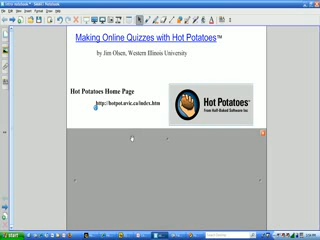 Making Online Quizzes with Hot Potatoes™
by Jim Olsen, Western Illinois University
Hot Potatoes Home Page
http://hotpot.uvic.ca/index.htm
Hot Potatoes
From Half-Baked Software Inc
start